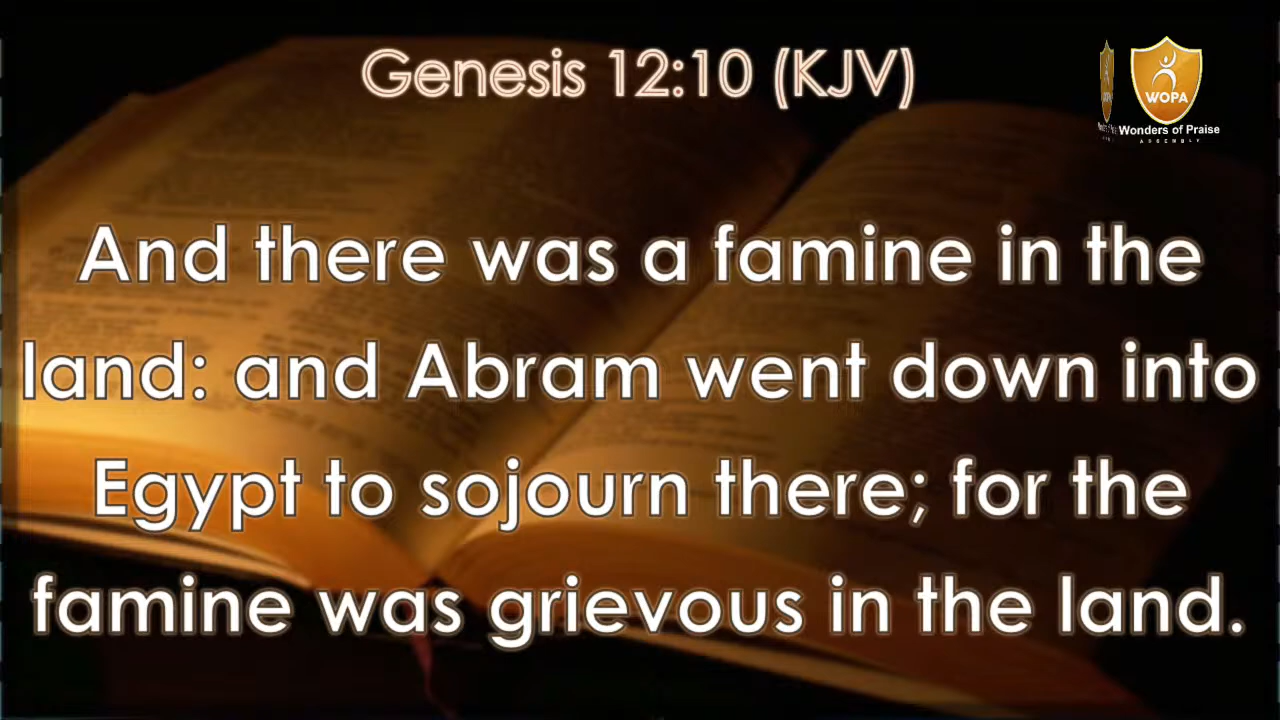 Genesis 12:10 (KJV)
WOPA
Wonders of Praise
ASSEMBLY
And there was a famine in the
land: and Abram went down into
Egypt to sojourn there; for the
famine was grievous in the land.